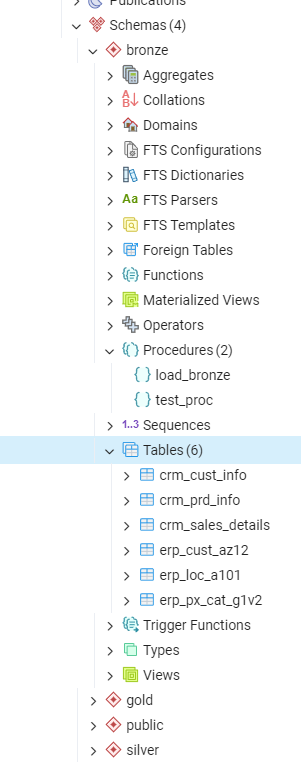 Publications
Schemas (4)
bronze
Aggregates
A
B↓ Collations
Domains
FTS Configurations
FTS Dictionaries
Aa FTS Parsers
FTS Templates
Foreign Tables
Functions
Materialized Views
Operators
Procedures (2)
load_bronze
test_proc
1..3 Sequences
Tables (6)
crm_cust_info
crm_prd_info
crm_sales_details
erp_cust_az12
erp_loc_a101
erp_px_cat_g1v2
Trigger Functions
Types
Views
gold
public
silver